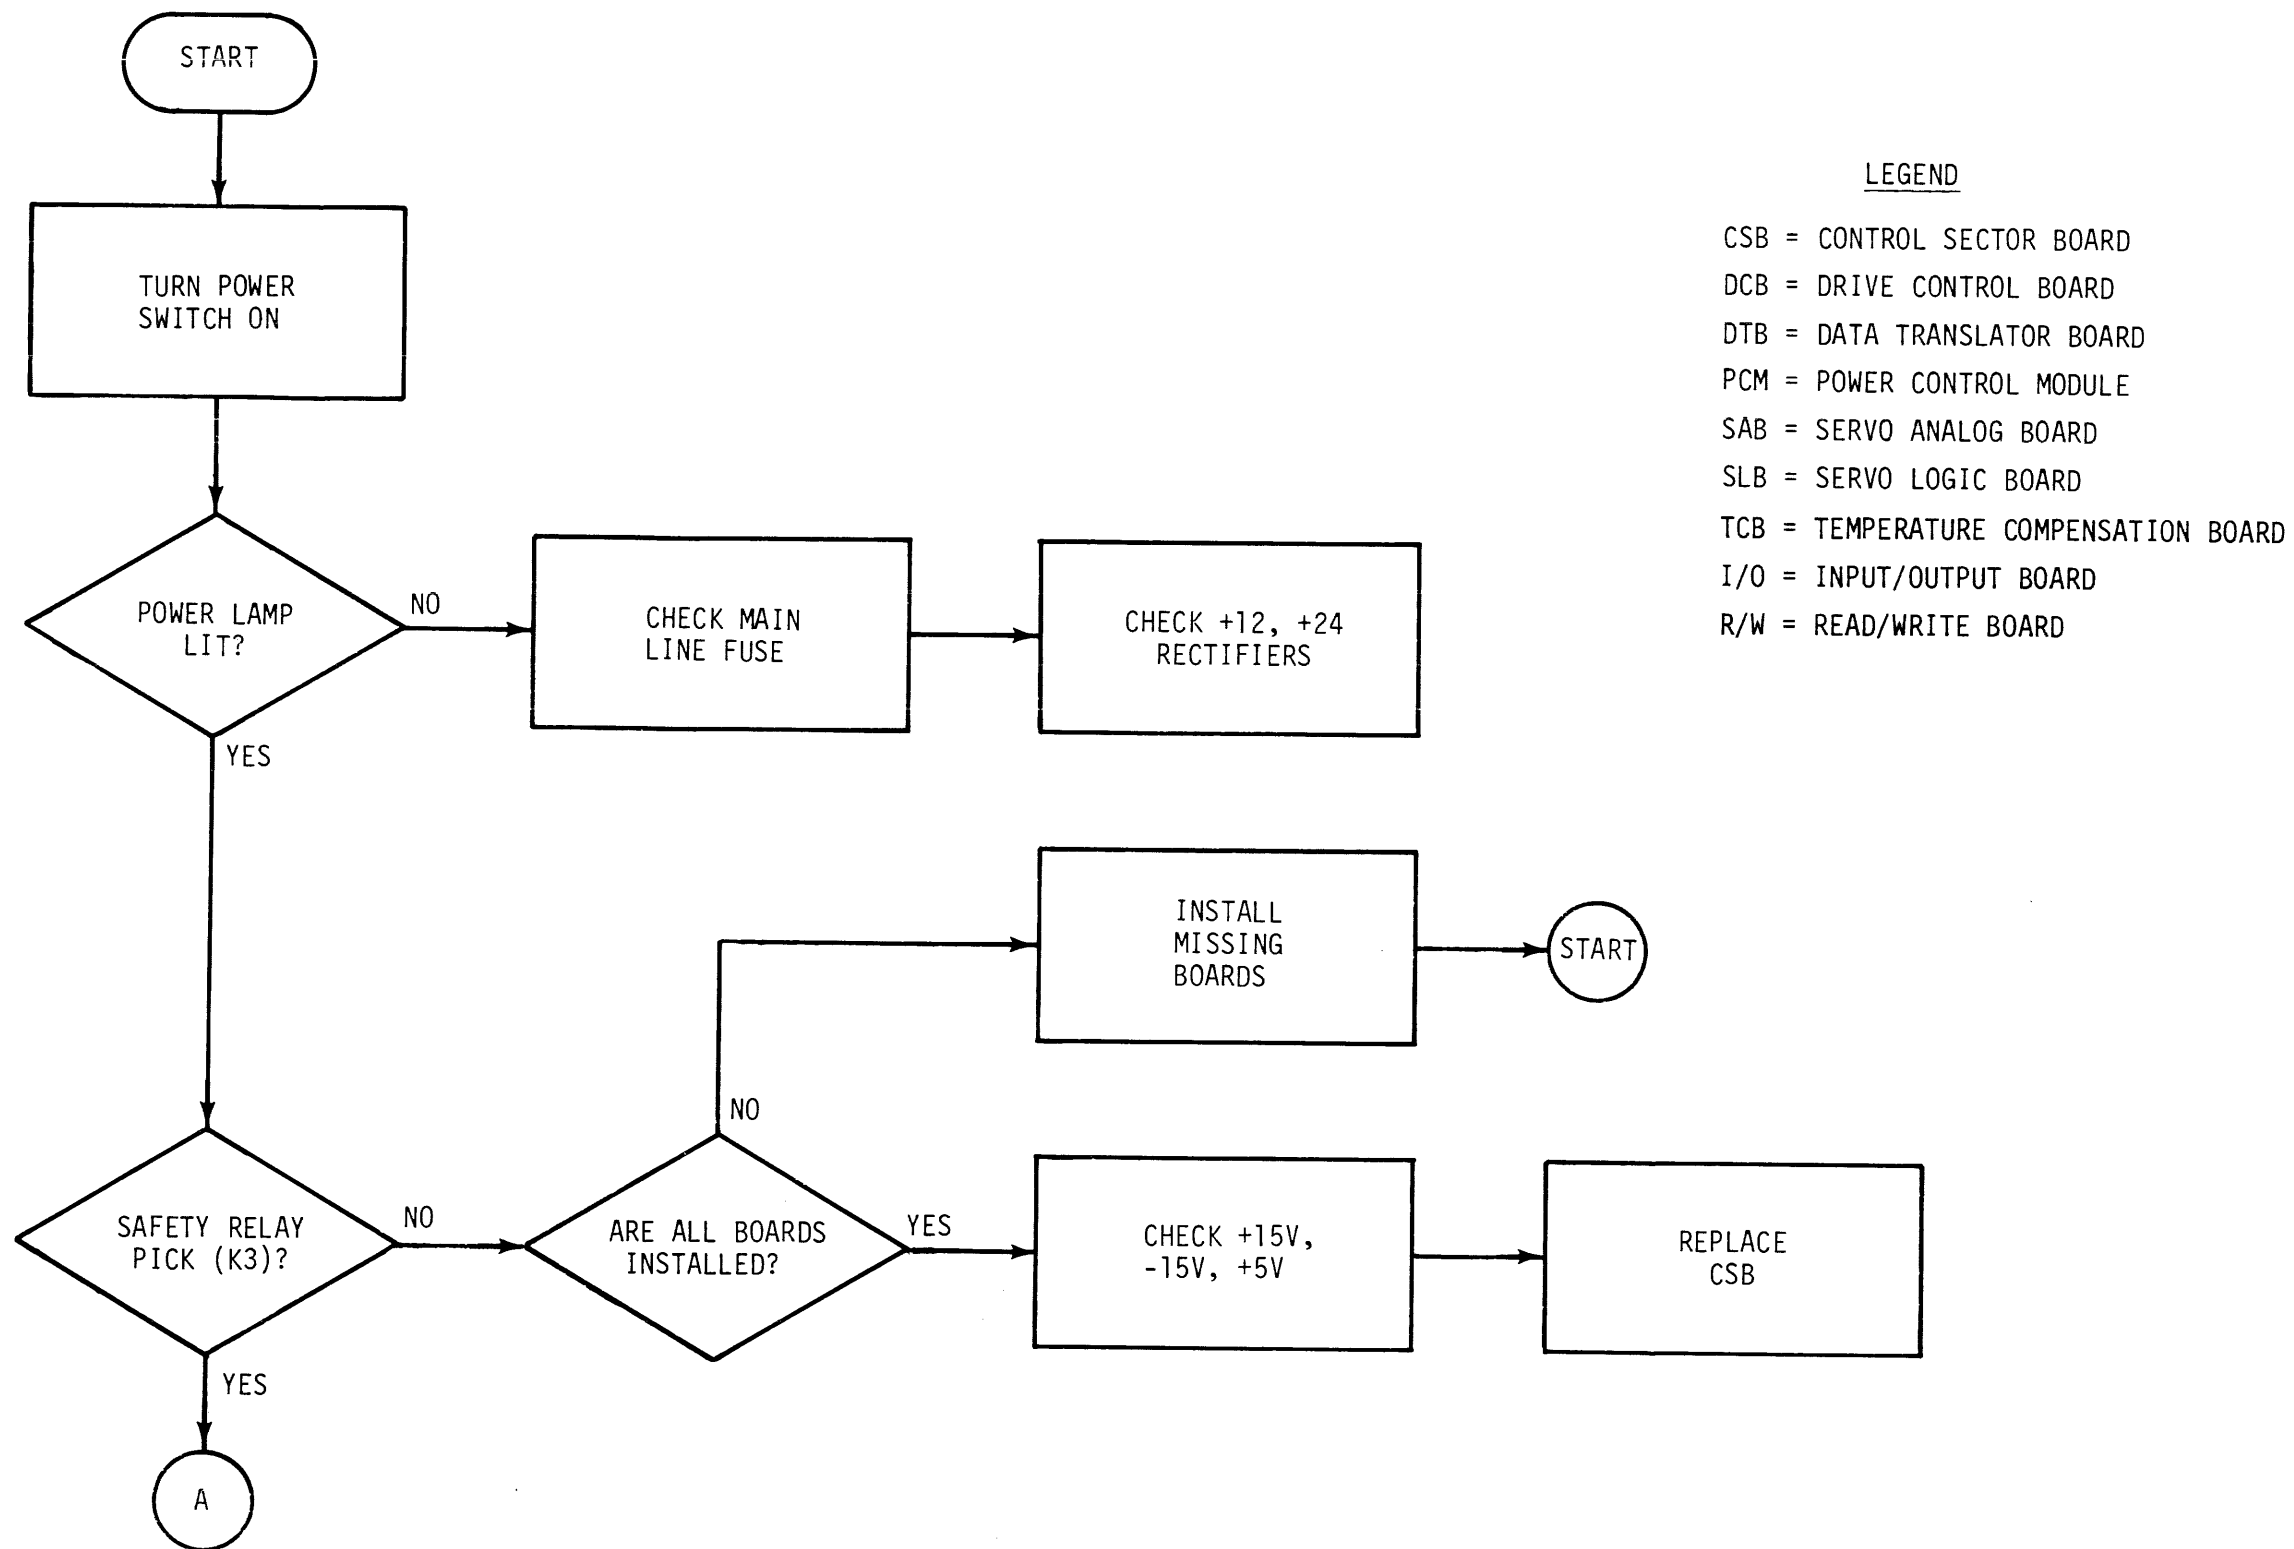 START
TURN POWER
SWITCH ON
POWER LAMP
LIT?
NO
CHECK MAIN
LINE FUSE
CHECK +12, +24
RECTIFIERS
YES
INSTALL
MISSING
BOARDS
START
NO
SAFETY RELAY
PICK (K3)?
NO
ARE ALL BOARDS
INSTALLED?
YES
CHECK +15V,
-15V, +5V
REPLACE
CSB
YES
A
LEGEND
CSB = CONTROL SECTOR BOARD
DCB = DRIVE CONTROL BOARD
DTB = DATA TRANSLATOR BOARD
PCM = POWER CONTROL MODULE
SAB = SERVO ANALOG BOARD
SLB = SERVO LOGIC BOARD
TCB = TEMPERATURE COMPENSATION BOARD
I/O = INPUT/OUTPUT BOARD
R/W = READ/WRITE BOARD